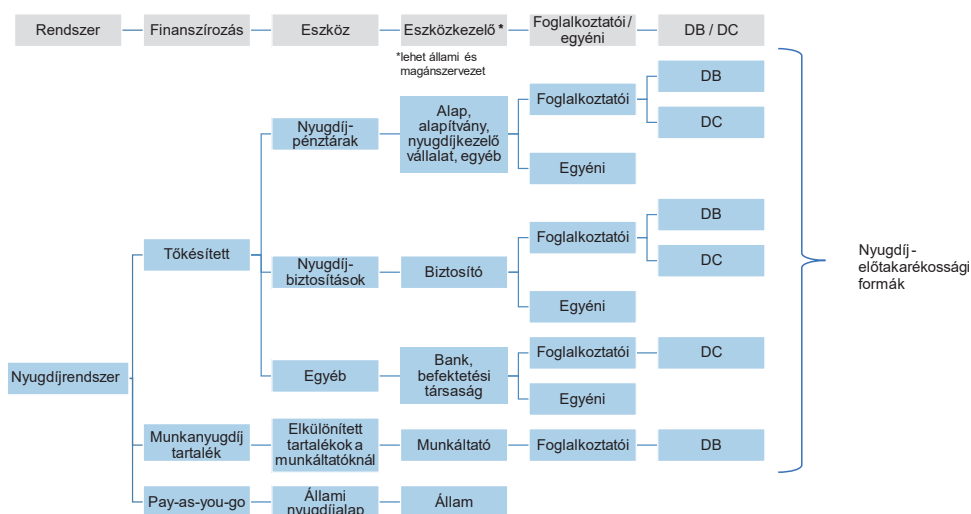 Rendszer
Finanszírozás
Eszköz
Eszközkezelő *
Foglalkoztatói /
egyéni
DB / DC
*lehet állami és
magánszervezet
Nyugdíjrendszer
Tőkésített
Nyugdíj-
pénztárak
Alap,
alapítvány,
nyugdíjkezelő
vállalat, egyéb
Foglalkoztatói
DB
DC
Egyéni
Nyugdíj-
biztosítások
Biztosító
Foglalkoztatói
DB
DC
Egyéni
Egyéb
Bank,
befektetési
társaság
Foglalkoztatói
DC
Egyéni
Munkanyugdíj
tartalék
Elkülönített
tartalékok a
munkáltatóknál
Munkáltató
Foglalkoztatói
DB
Pay-as-you-go
Állami
nyugdíjalap
Állam
Nyugdíj-
előtakarékossági
formák